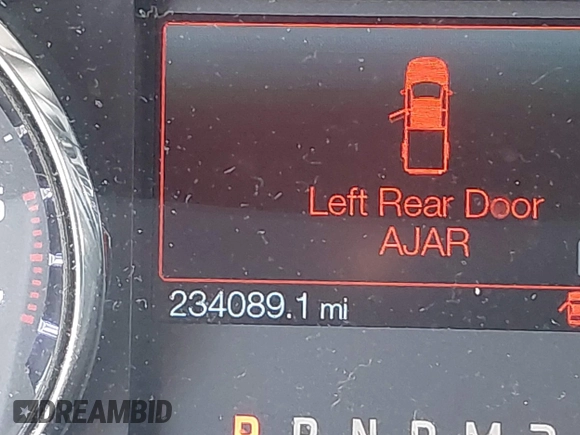 Left Rear Door
AJAR
234089.1 mi
P R N D M
DREAMBID